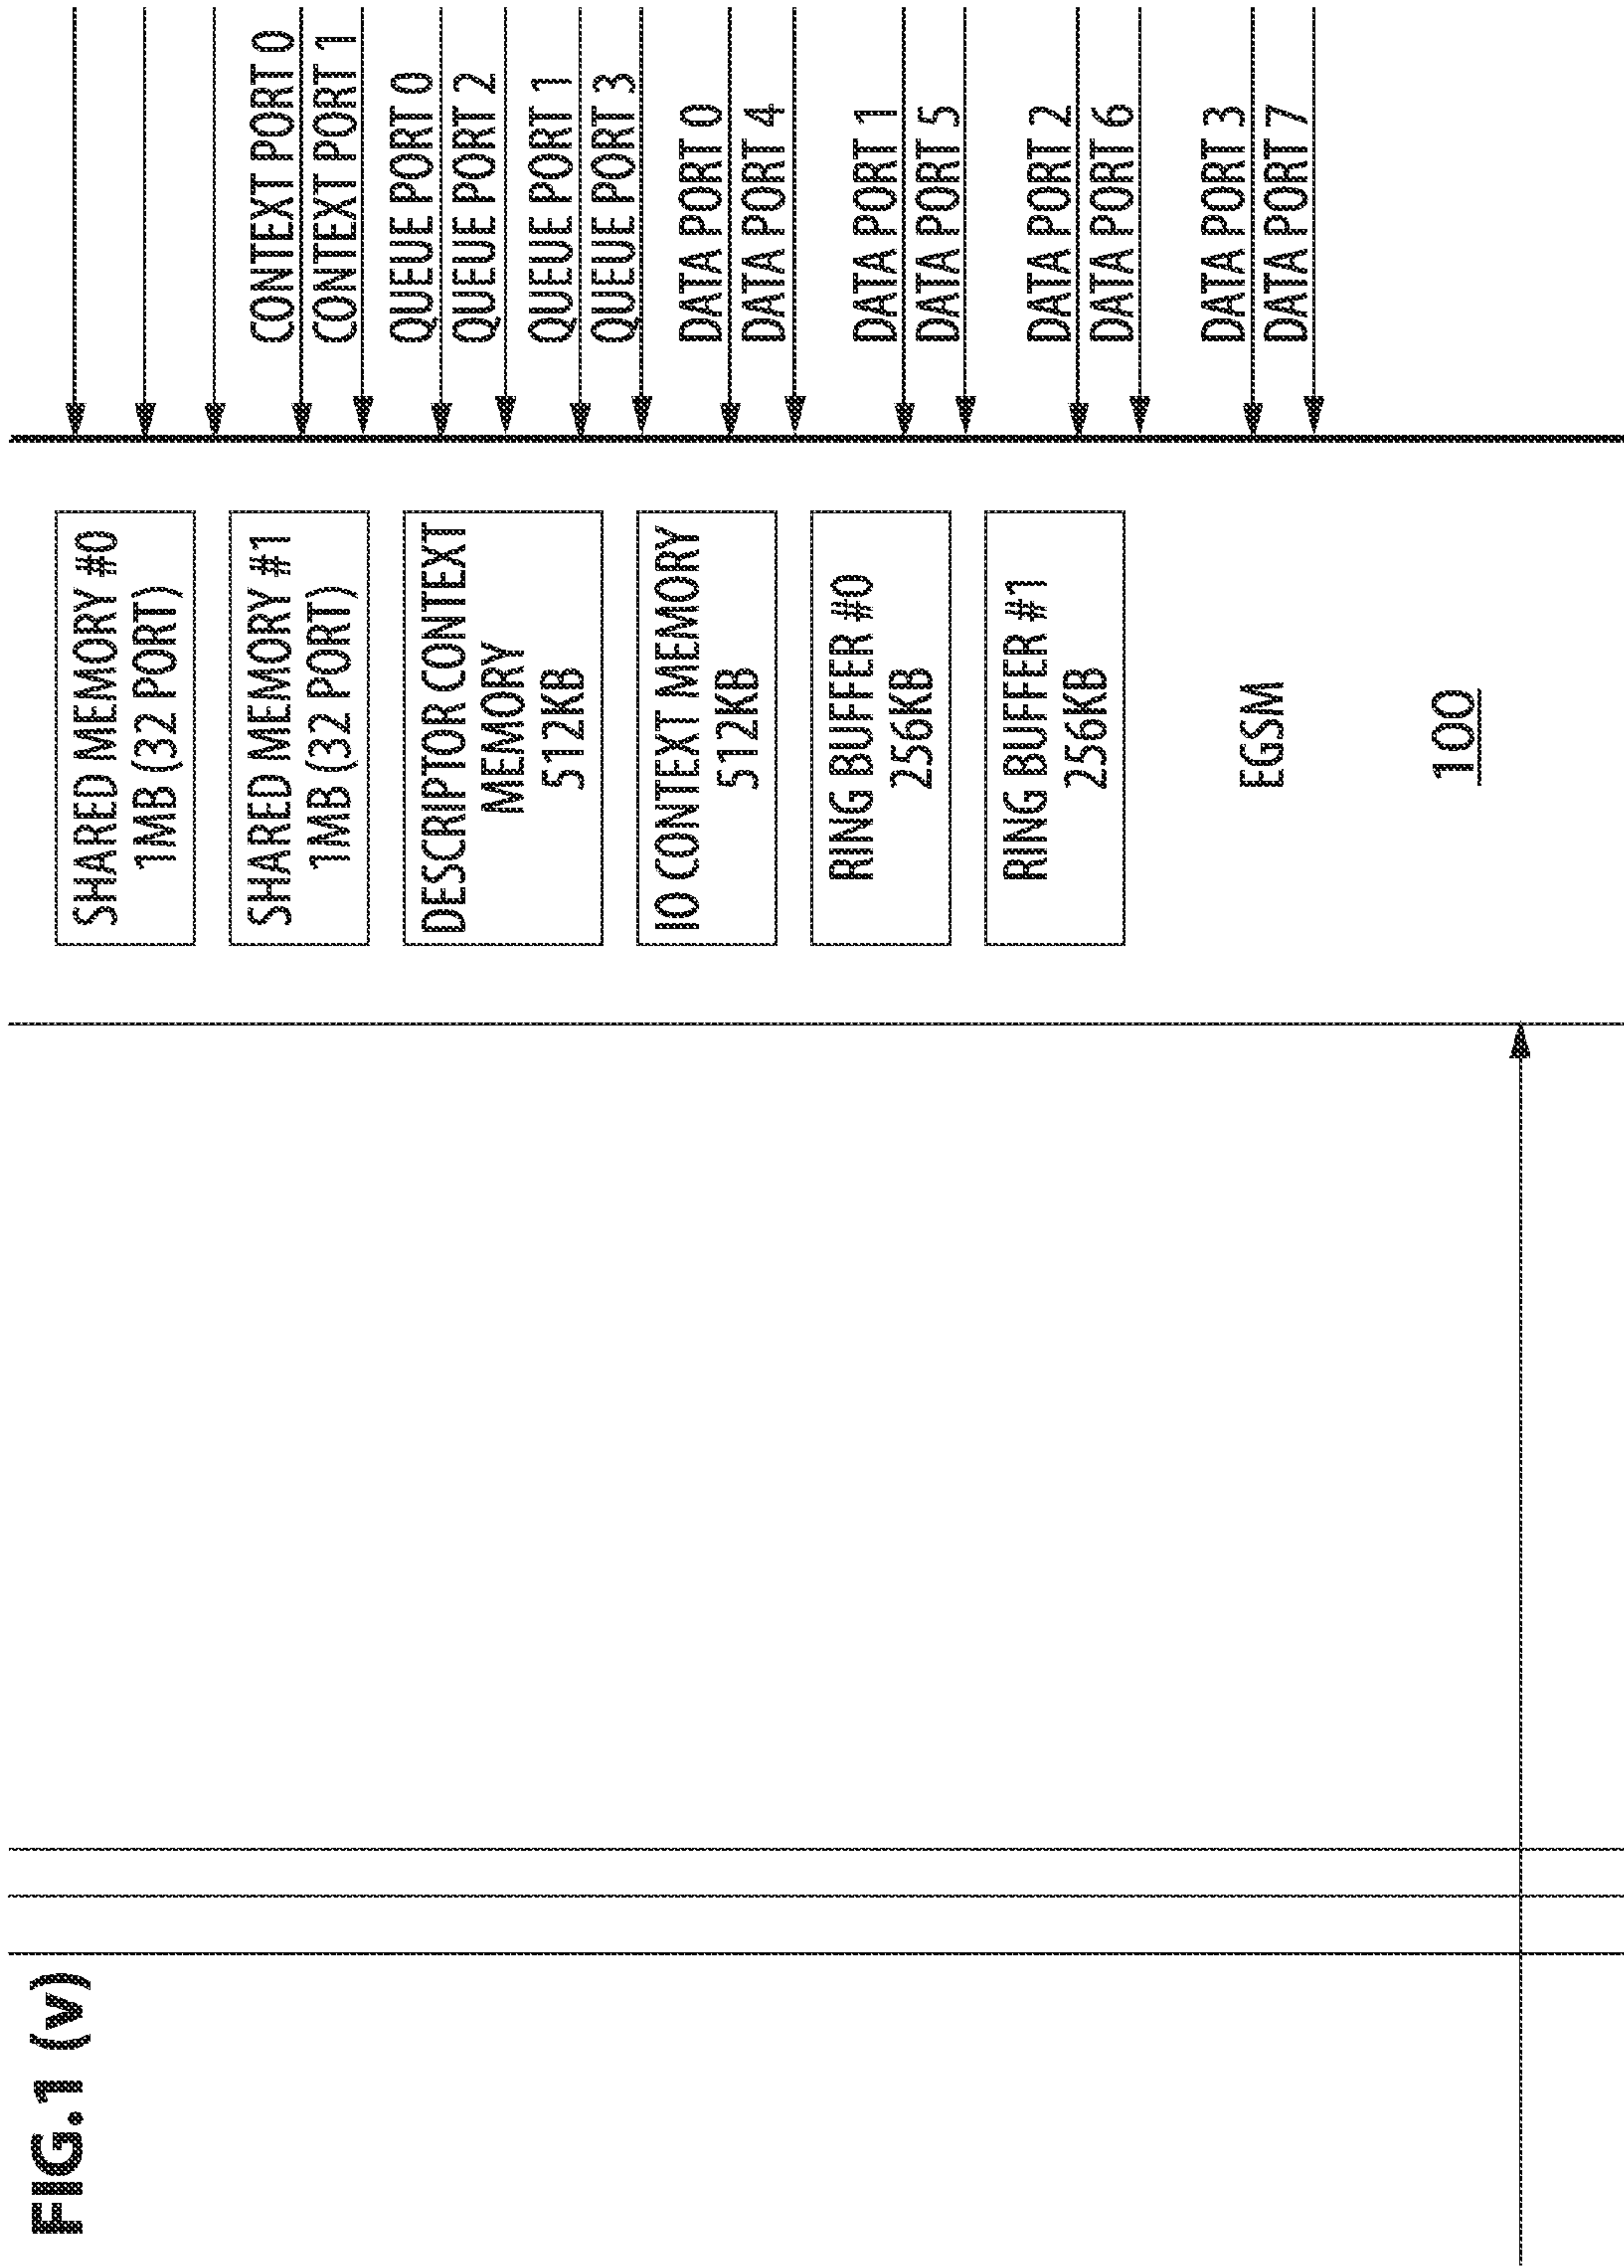 FIG.1 (v)
SHARED MEMORY #0
1MB (32 PORT)
SHARED MEMORY #1
1MB (32 PORT)
DESCRIPTOR CONTEXT
MEMORY
512KB
IO CONTEXT MEMORY
512KB
RING BUFFER #0
256KB
RING BUFFER #1
256KB
EGSM
100
CONTEXT PORT 0
CONTEXT PORT 1
QUEUE PORT 0
QUEUE PORT 2
QUEUE PORT 1
QUEUE PORT 3
DATA PORT 0
DATA PORT 4
DATA PORT 1
DATA PORT 5
DATA PORT 2
DATA PORT 6
DATA PORT 3
DATA PORT 7